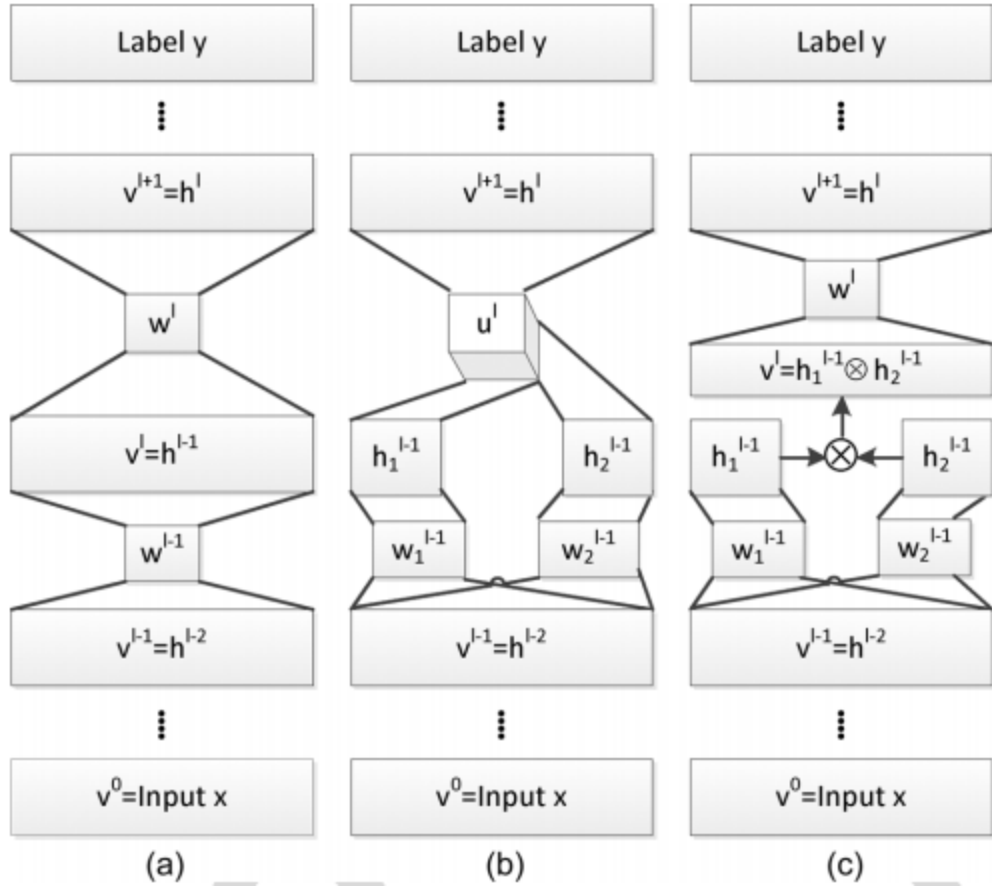 Label y
v^{l+1}=h^l
w^l
v^l=h^{l-1}
w^{l-1}
v^{l-1}=h^{l-2}
v^0=Input x
(a)
Label y
v^{l+1}=h^l
u^l
h_1^{l-1} h_2^{l-1}
w_1^{l-1} w_2^{l-1}
v^{l-1}=h^{l-2}
v^0=Input x
(b)
Label y
v^{l+1}=h^l
w^l
v^l=h_1^{l-1}⊗h_2^{l-1}
h_1^{l-1} ⊗ h_2^{l-1}
w_1^{l-1} w_2^{l-1}
v^{l-1}=h^{l-2}
v^0=Input x
(c)